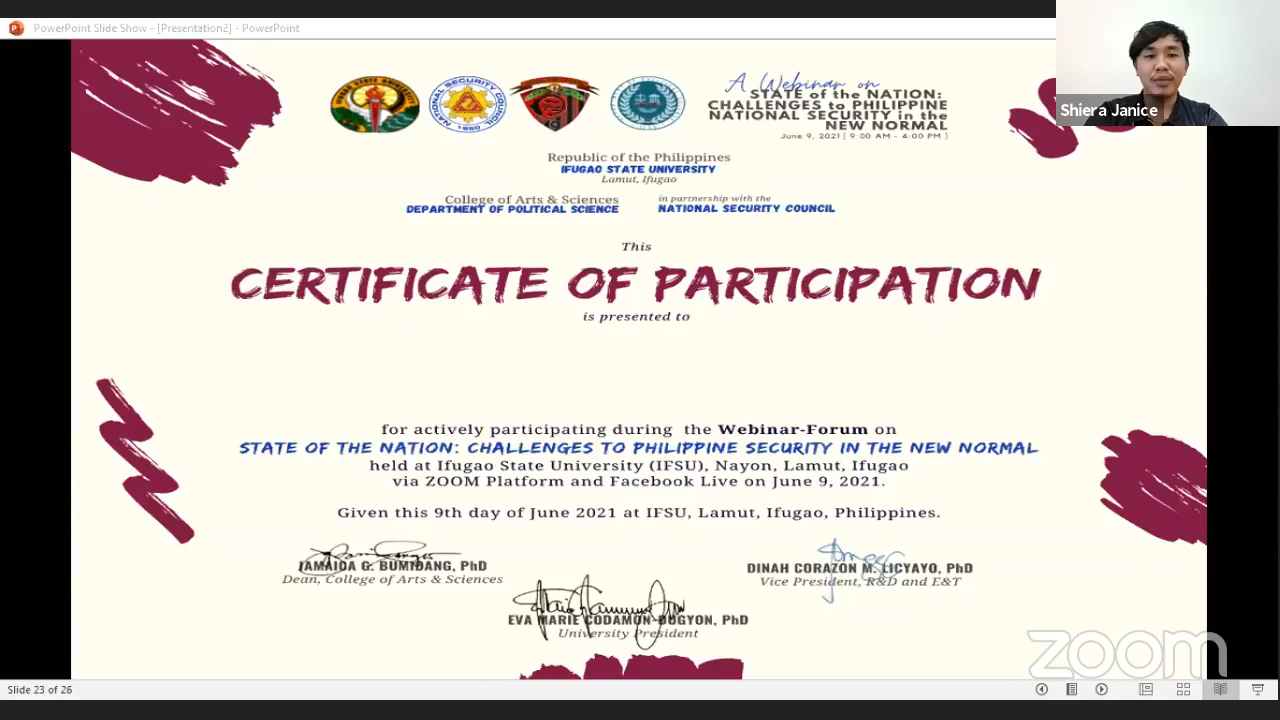 PowerPoint Slide Show - [Presentation2] - PowerPoint
Shiera Janice
A Webinar on
STATE of the NATION:
CHALLENGES to PHILIPPINE
NATIONAL SECURITY in the
NEW NORMAL
June 9, 2021 [ 9:00 AM - 4:00 PM ]
Republic of the Philippines
IFUGAO STATE UNIVERSITY
Lamut, Ifugao
College of Arts & Sciences
DEPARTMENT OF POLITICAL SCIENCE
in partnership with the
NATIONAL SECURITY COUNCIL
This
CERTIFICATE OF PARTICIPATION
is presented to
for actively participating during the Webinar-Forum on
STATE OF THE NATION: CHALLENGES TO PHILIPPINE SECURITY IN THE NEW NORMAL
held at Ifugao State University (IFSU), Nayon, Lamut, Ifugao
via ZOOM Platform and Facebook Live on June 9, 2021.
Given this 9th day of June 2021 at IFSU, Lamut, Ifugao, Philippines.
JAMAICA G. BUMIDANG, PhD
Dean, College of Arts & Sciences
DINAH CORAZON M. LICYAYO, PhD
Vice President, R&D and E&T
EVA MARIE CODAMON-DUGYON, PhD
University President
zoom
Slide 23 of 26